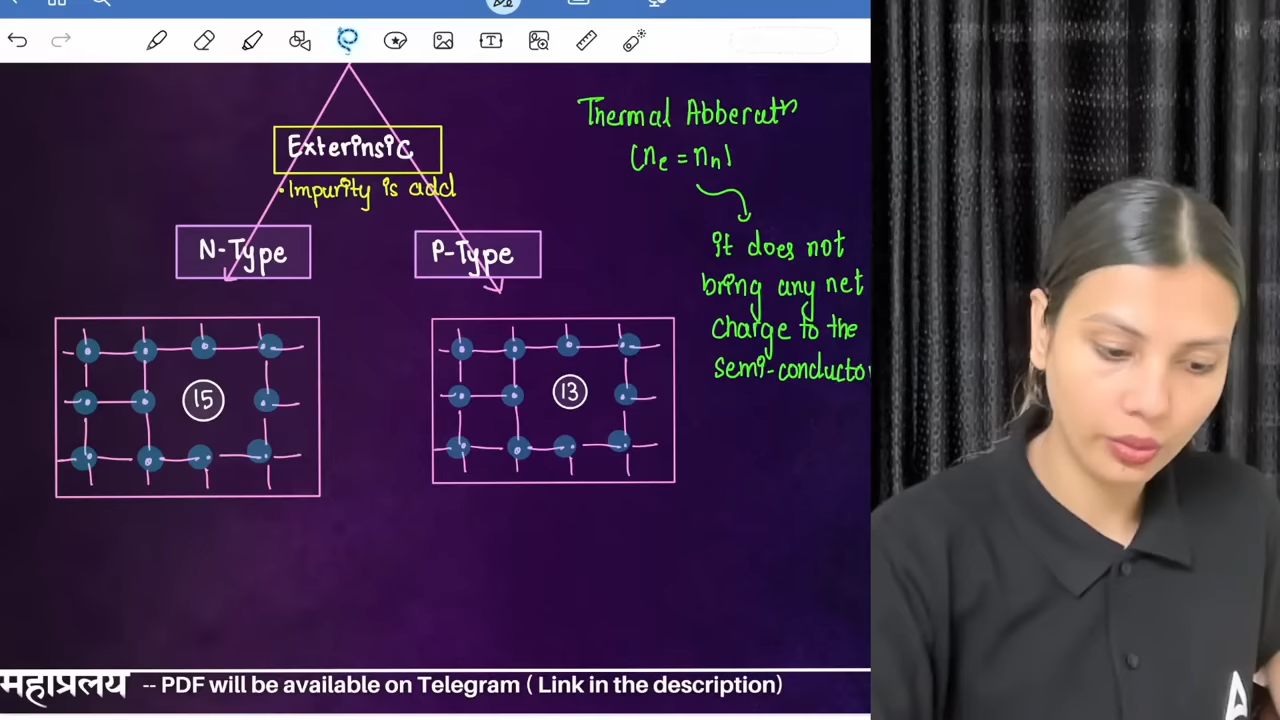 Exterinsic
• Impurity is add
N-Type
P-Type
15
13
Thermal Abberatn
(ne = nn)
it does not
bring any net
charge to the
semi-conducto
महाप्रलय -- PDF will be available on Telegram ( Link in the description)